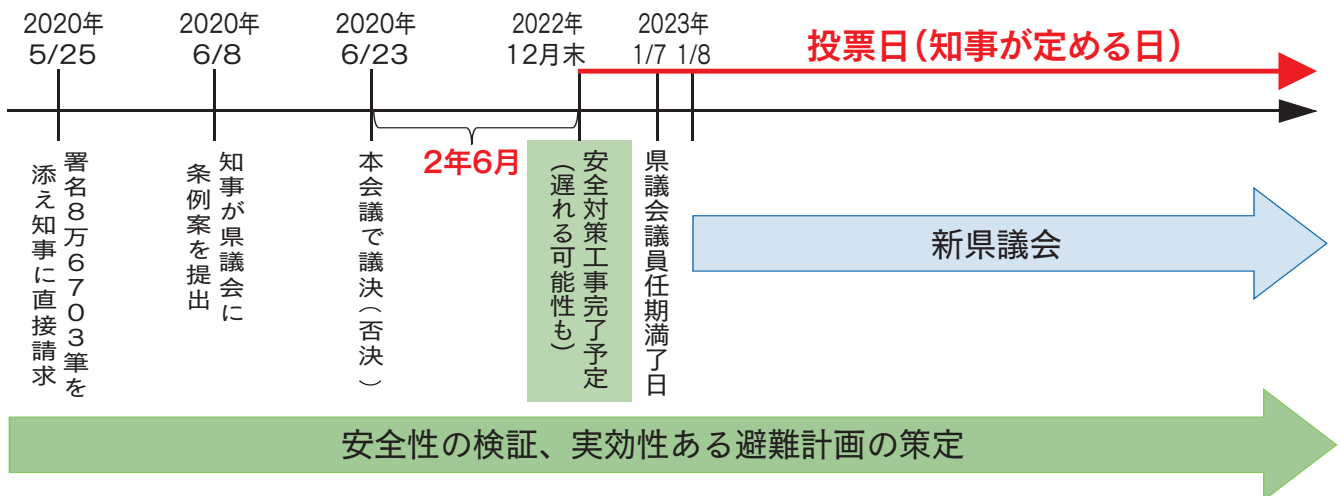 2020年
5/25
2020年
6/8
2020年
6/23
2022年
12月末
2023年
1/7 1/8
投票日(知事が定める日)
2年6月
署名8万6703筆を
添え知事に直接請求
知事が県議会に
条例案を提出
本会議で議決(否決)
安全対策工事完了予定
(遅れる可能性も)
県議会議員任期満了日
新県議会
安全性の検証、実効性ある避難計画の策定